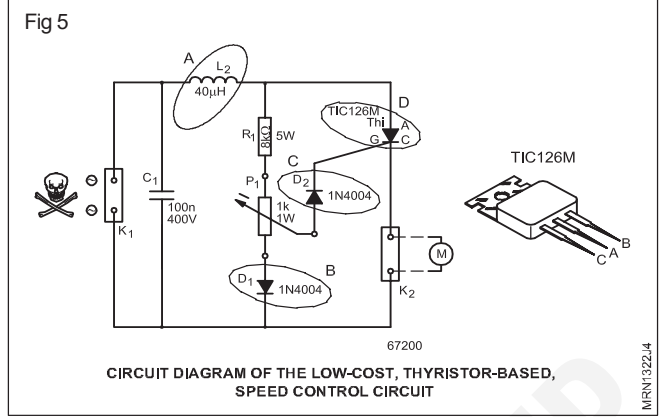 Fig 5
A
L2
40μH
D
TIC126M
Thi
A
G
C
R1
8kΩ
5W
C
P1
D2
1N4004
1k
1W
C1
100n
400V
K1
TIC126M
B
A
C
M
K2
D1
1N4004
B
67200
CIRCUIT DIAGRAM OF THE LOW-COST, THYRISTOR-BASED,
SPEED CONTROL CIRCUIT
MRN1322J4